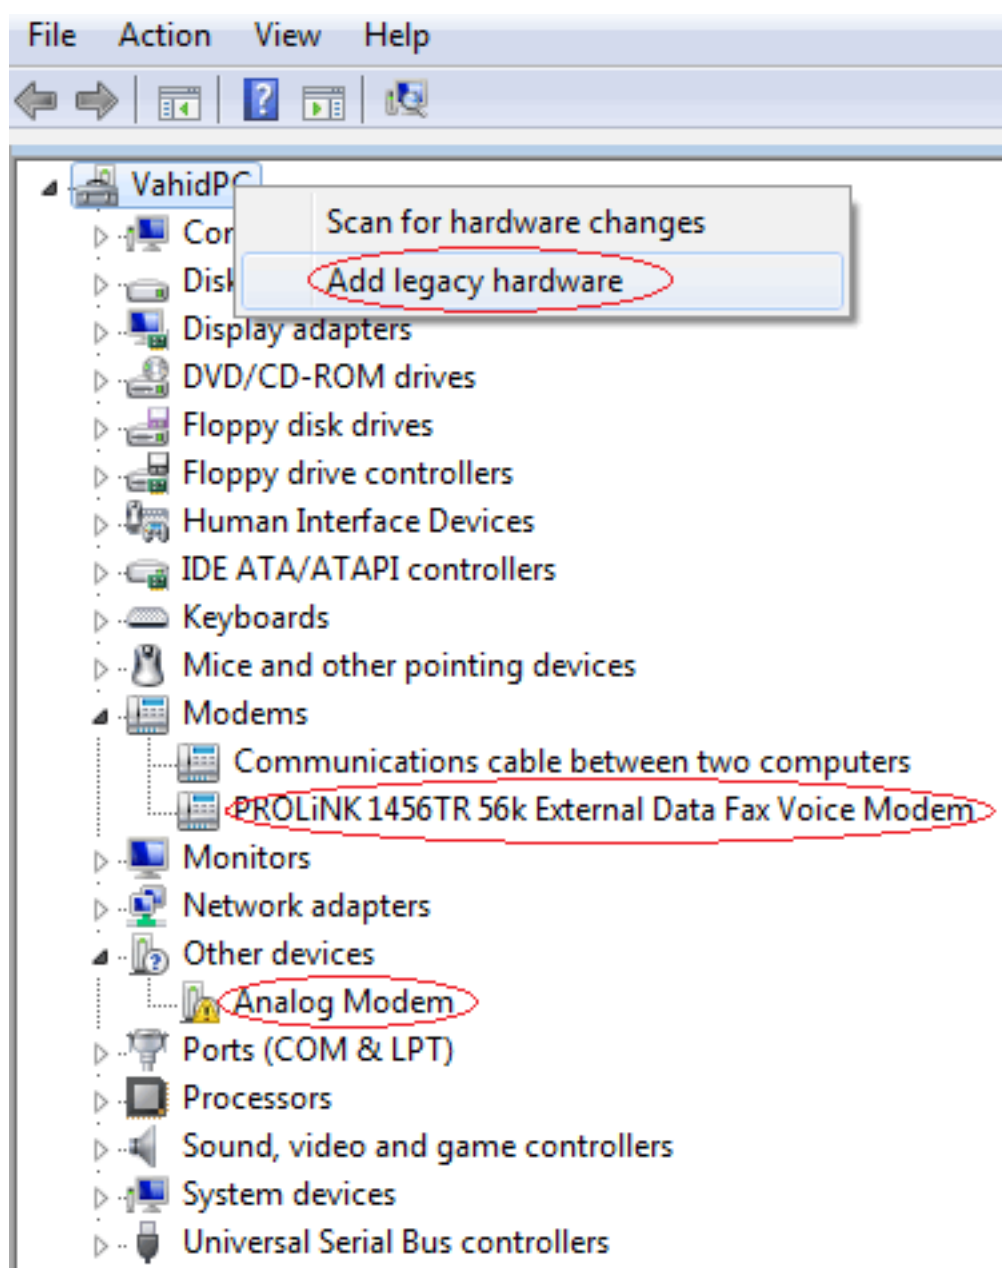 File Action View Help
VahidPC
Scan for hardware changes
Add legacy hardware
Display adapters
DVD/CD-ROM drives
Floppy disk drives
Floppy drive controllers
Human Interface Devices
IDE ATA/ATAPI controllers
Keyboards
Mice and other pointing devices
Modems
Communications cable between two computers
PROLiNK 1456TR 56k External Data Fax Voice Modem
Monitors
Network adapters
Other devices
Analog Modem
Ports (COM & LPT)
Processors
Sound, video and game controllers
System devices
Universal Serial Bus controllers